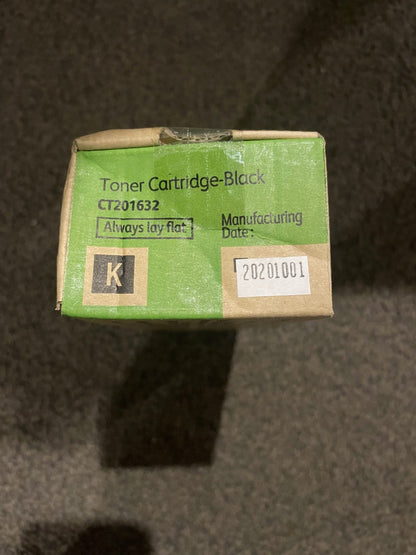 Toner Cartridge-Black
CT201632
Always lay flat
Manufacturing
Date:
K
20201001